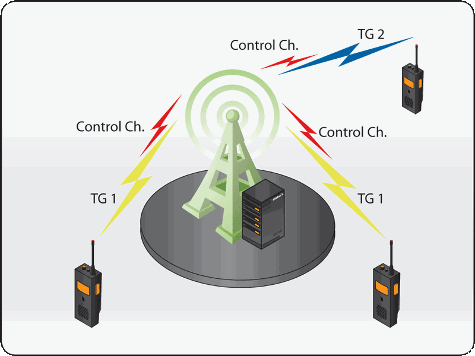 TG 2
Control Ch.
Control Ch.
Control Ch.
TG 1
TG 1